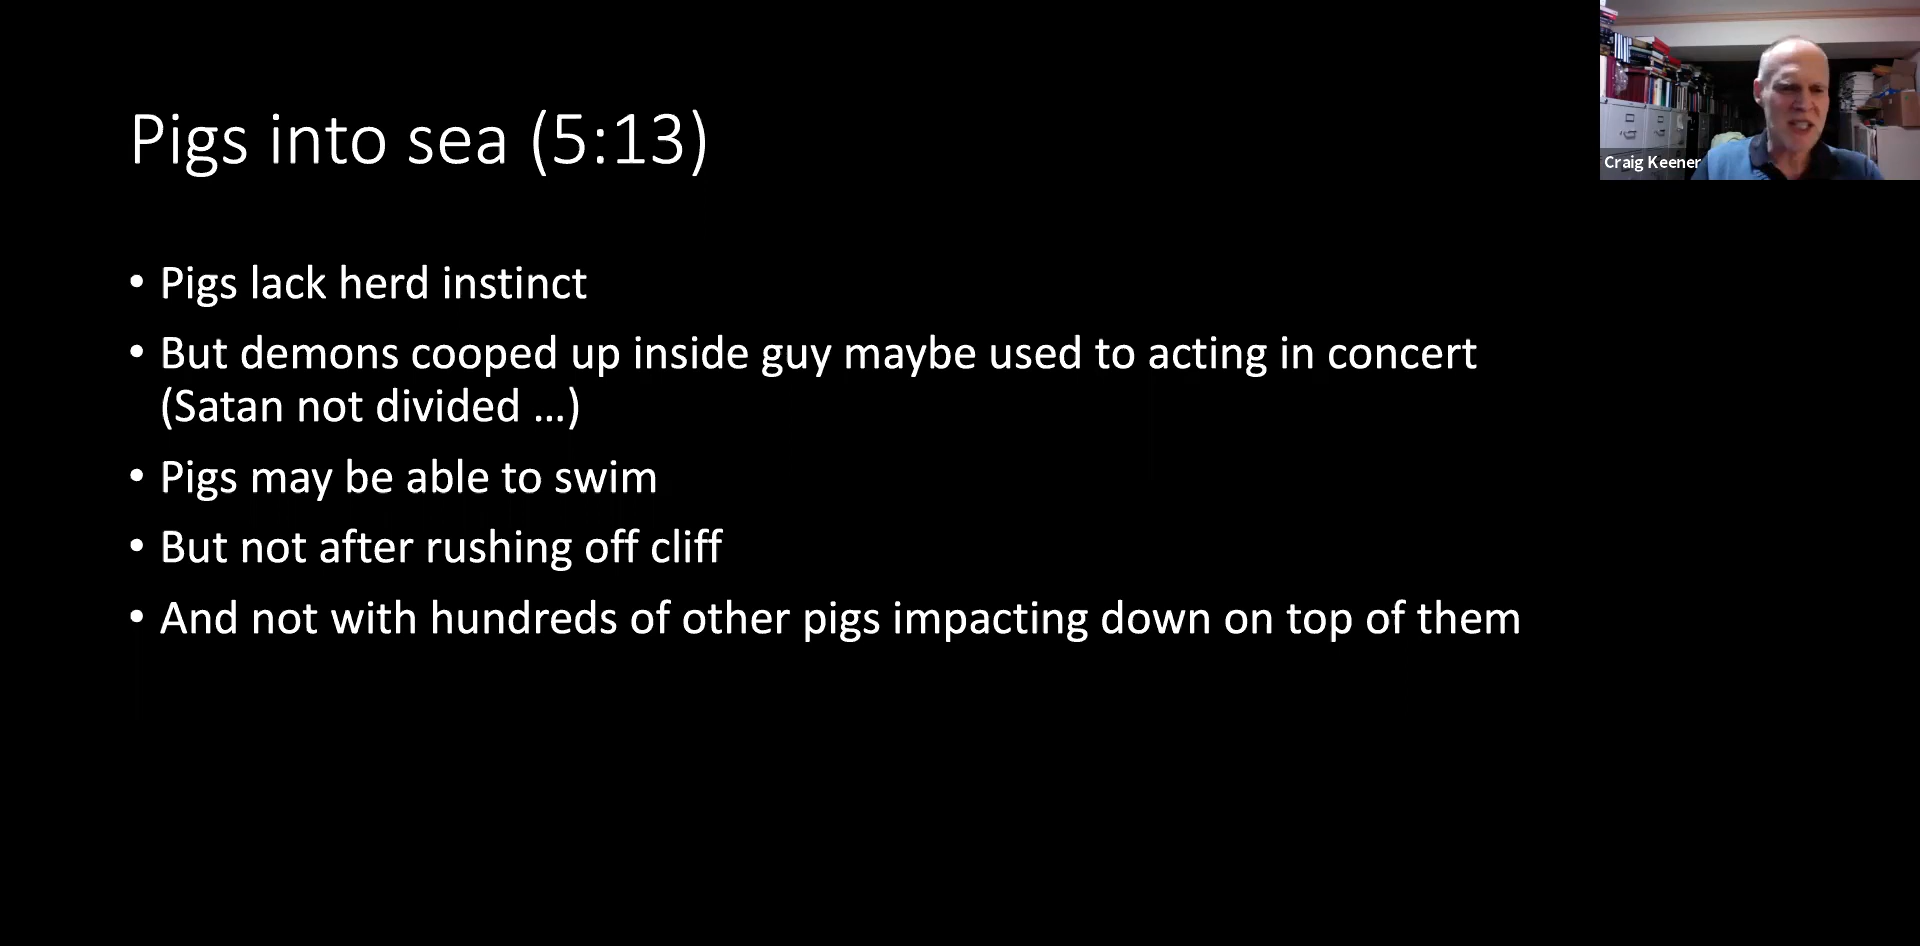 Pigs into sea (5:13)
Craig Keener
• Pigs lack herd instinct
• But demons cooped up inside guy maybe used to acting in concert
(Satan not divided …)
• Pigs may be able to swim
• But not after rushing off cliff
• And not with hundreds of other pigs impacting down on top of them